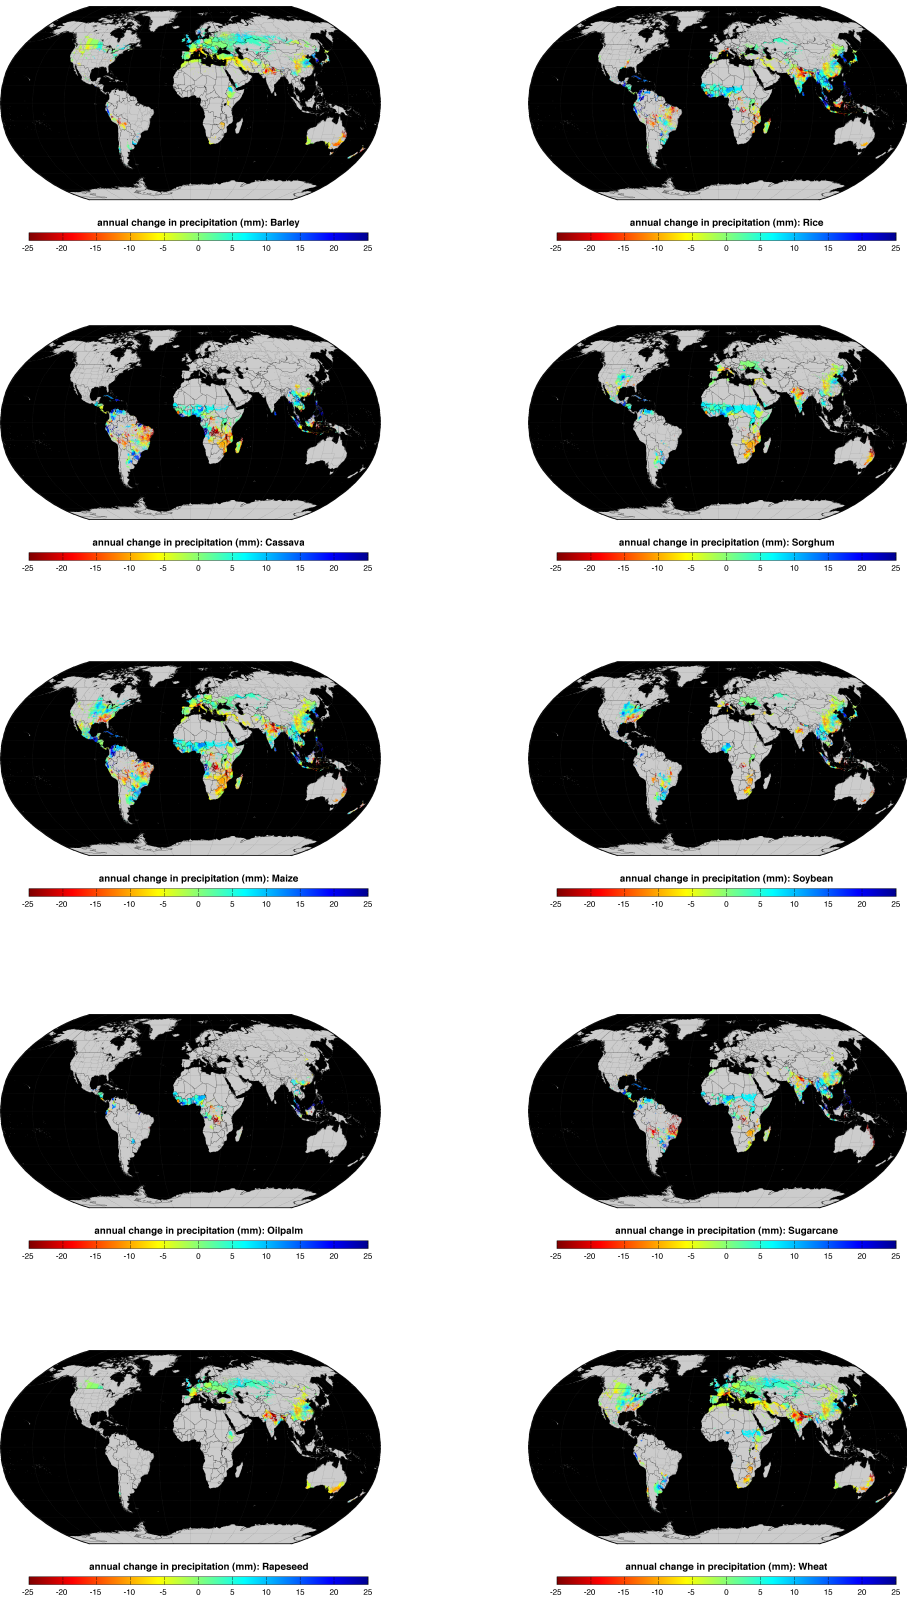 annual change in precipitation (mm): Barley
-25 -20 -15 -10 -5 0 5 10 15 20 25
annual change in precipitation (mm): Rice
-25 -20 -15 -10 -5 0 5 10 15 20 25
annual change in precipitation (mm): Cassava
-25 -20 -15 -10 -5 0 5 10 15 20 25
annual change in precipitation (mm): Sorghum
-25 -20 -15 -10 -5 0 5 10 15 20 25
annual change in precipitation (mm): Maize
-25 -20 -15 -10 -5 0 5 10 15 20 25
annual change in precipitation (mm): Soybean
-25 -20 -15 -10 -5 0 5 10 15 20 25
annual change in precipitation (mm): Oilpalm
-25 -20 -15 -10 -5 0 5 10 15 20 25
annual change in precipitation (mm): Sugarcane
-25 -20 -15 -10 -5 0 5 10 15 20 25
annual change in precipitation (mm): Rapeseed
-25 -20 -15 -10 -5 0 5 10 15 20 25
annual change in precipitation (mm): Wheat
-25 -20 -15 -10 -5 0 5 10 15 20 25